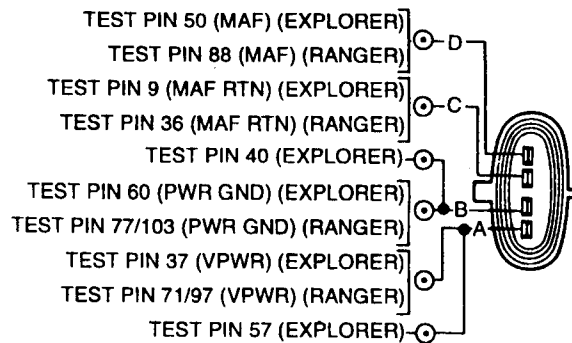 TEST PIN 50 (MAF) (EXPLORER)
TEST PIN 88 (MAF) (RANGER)
D
TEST PIN 9 (MAF RTN) (EXPLORER)
TEST PIN 36 (MAF RTN) (RANGER)
C
TEST PIN 40 (EXPLORER)
TEST PIN 60 (PWR GND) (EXPLORER)
TEST PIN 77/103 (PWR GND) (RANGER)
B
A
TEST PIN 37 (VPWR) (EXPLORER)
TEST PIN 71/97 (VPWR) (RANGER)
TEST PIN 57 (EXPLORER)